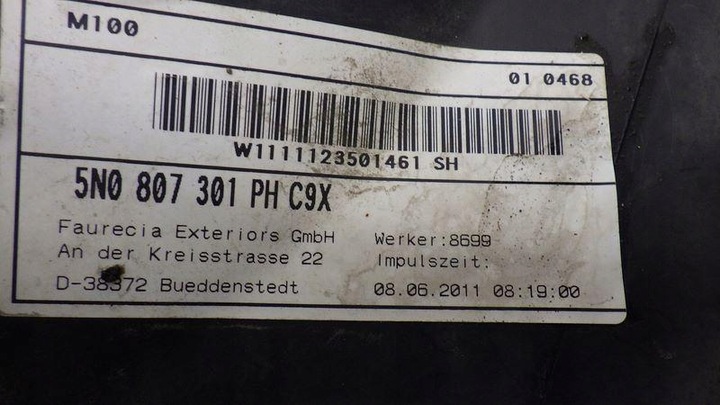 M100
01 0468
W1111123501461 SH
5N0 807 301 PH C9X
Faurecia Exteriors GmbH
An der Kreisstrasse 22
D-38372 Bueddenstedt
Werker:8699
Impulszeit:
08.06.2011 08:19:00